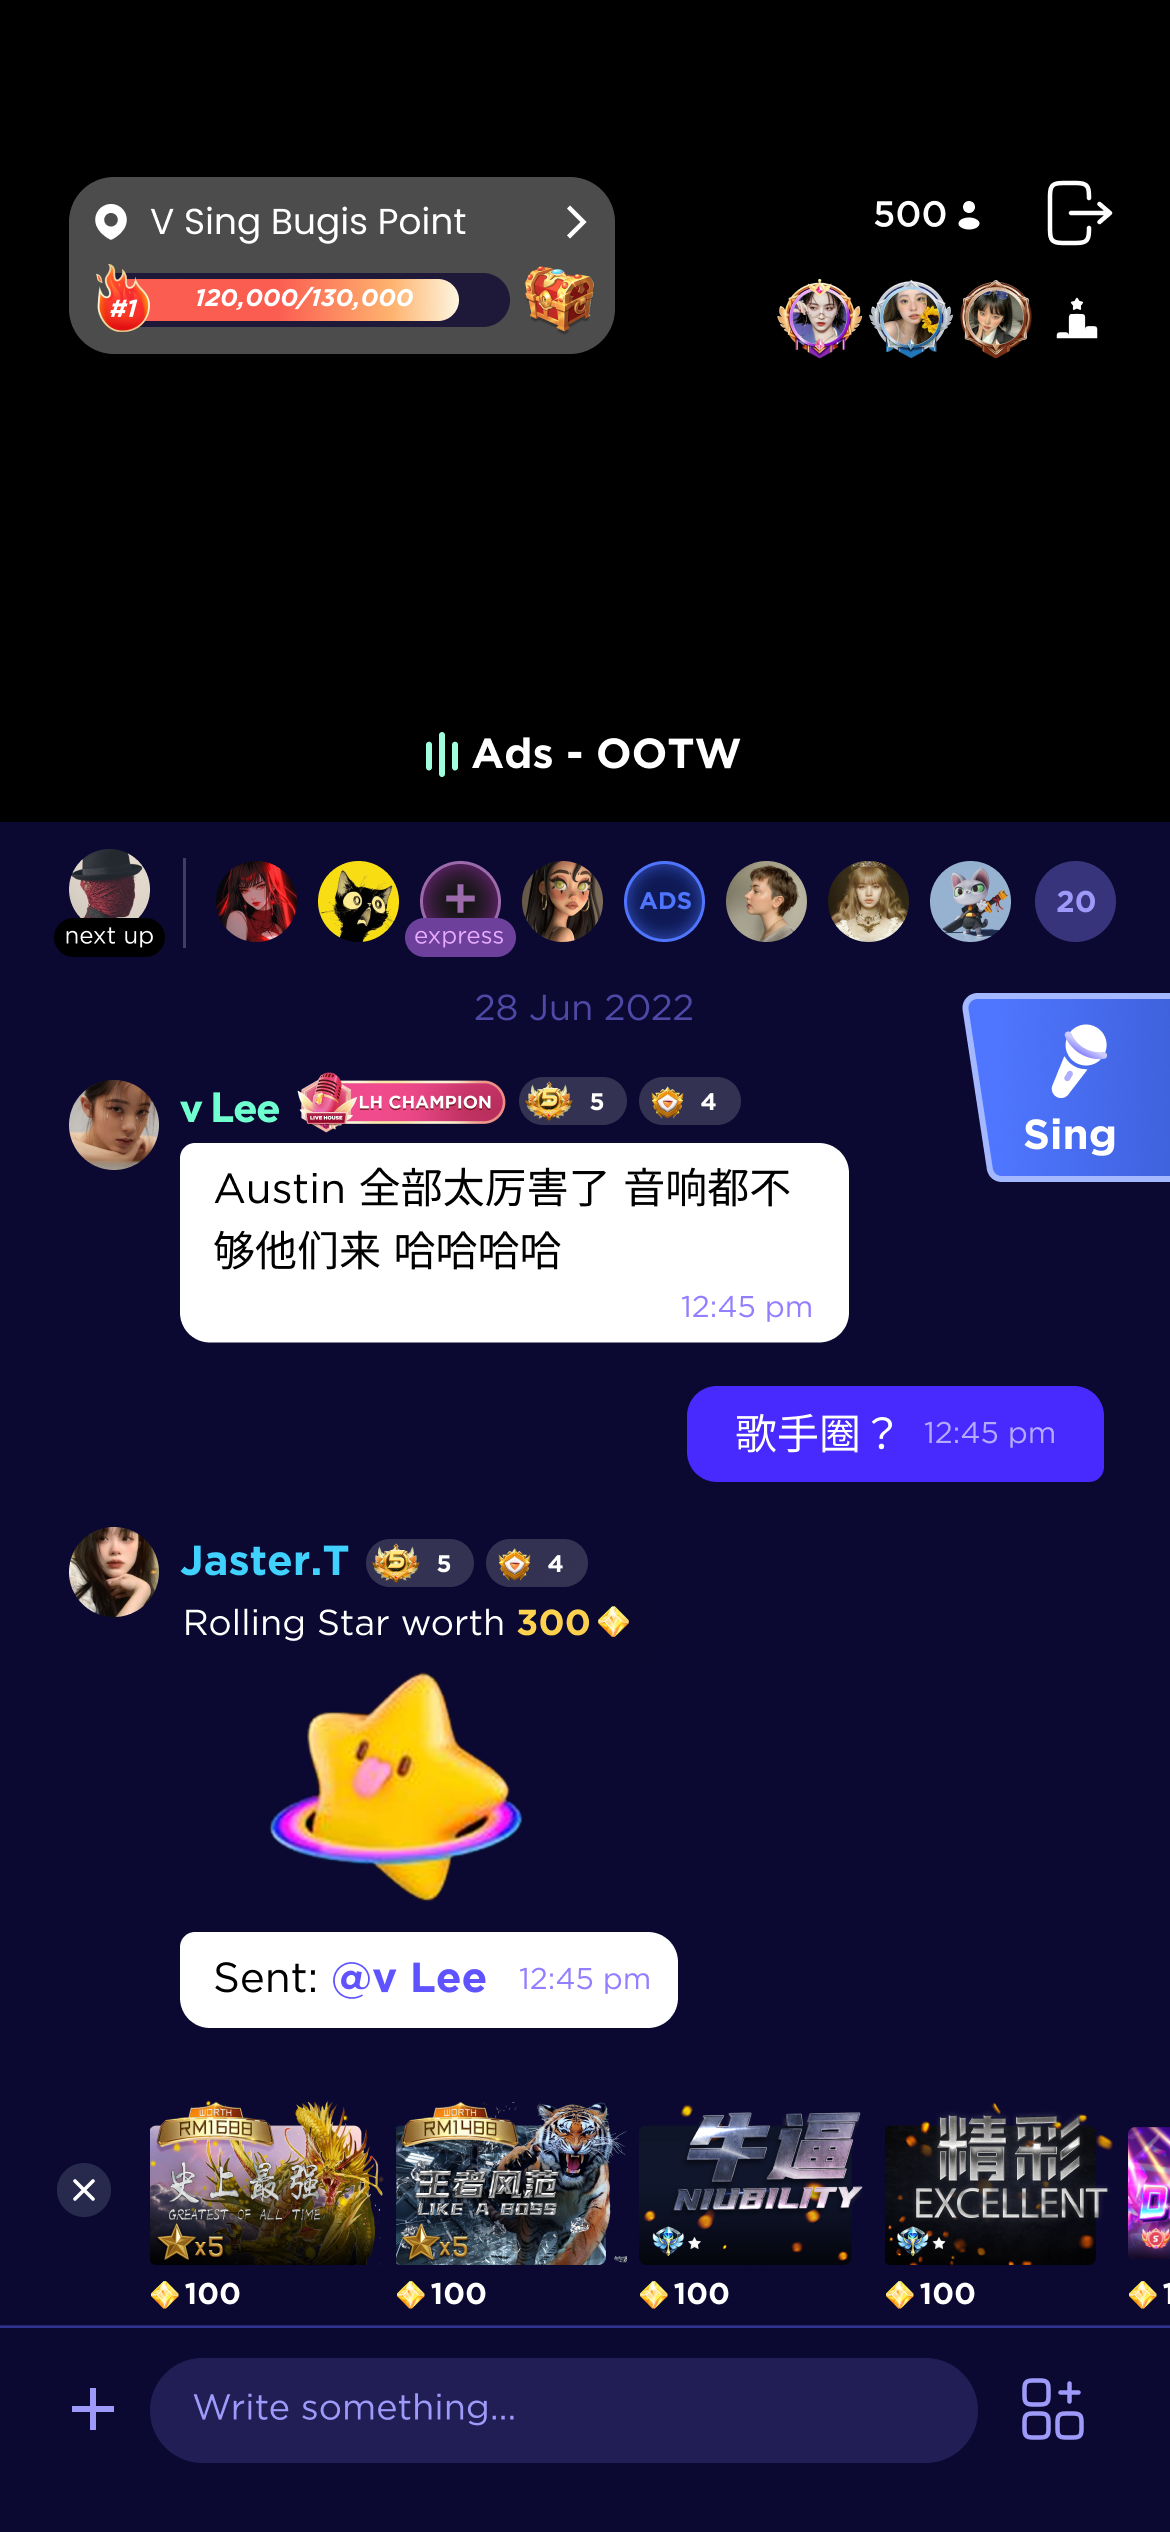 V Sing Bugis Point
500
#1
120,000/130,000
Ads - OOTW
next up
express
ADS
20
28 Jun 2022
Sing
v Lee
LIVE HOUSE
LH CHAMPION
5
4
Austin 全部太厉害了 音响都不
够他们来 哈哈哈哈
12:45 pm
歌手圈？ 12:45 pm
Jaster.T
5
4
Rolling Star worth 300
Sent: @v Lee 12:45 pm
WORTH
RM1688
史上最强
GREATEST OF ALL TIME
x5
100
WORTH
RM1488
王者风范
LIKE A BOSS
x5
100
牛逼
NIUBILITY
100
精彩
EXCELLENT
100
D
5
1
Write something...